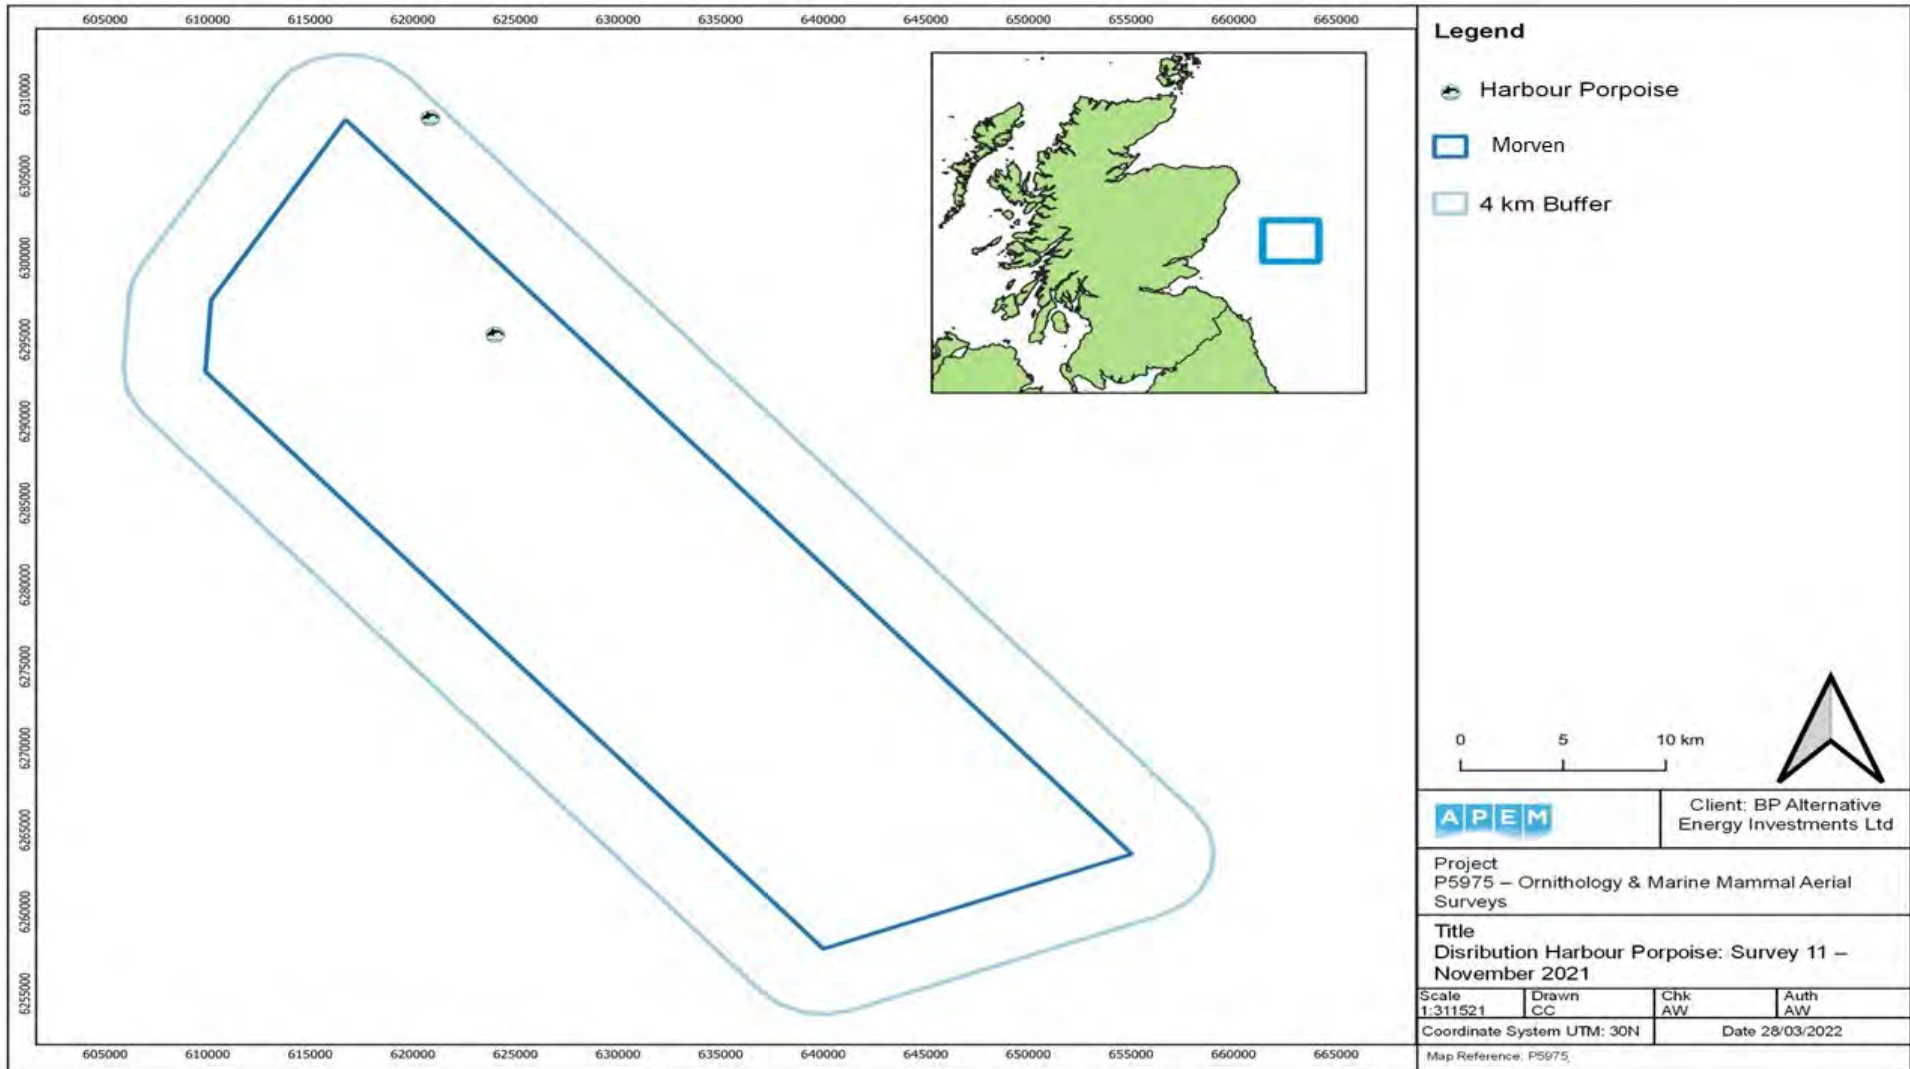 605000 610000 615000 620000 625000 630000 635000 640000 645000 650000 655000 660000 665000
6310000
6305000
6300000
6295000
6290000
6285000
6280000
6275000
6270000
6265000
6260000
6255000
605000 610000 615000 620000 625000 630000 635000 640000 645000 650000 655000 660000 665000
Legend
Harbour Porpoise
Morven
4 km Buffer
0 5 10 km
APEM
Client: BP Alternative
Energy Investments Ltd
Project
P5975 – Ornithology & Marine Mammal Aerial
Surveys
Title
Disribution Harbour Porpoise: Survey 11 –
November 2021
Scale
1:311521
Drawn
CC
Chk
AW
Auth
AW
Coordinate System UTM: 30N
Date 28/03/2022
Map Reference: P5975